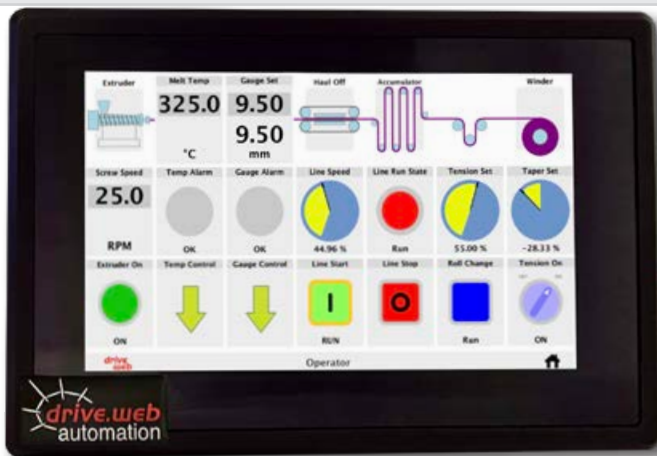 Extruder Melt Temp Gauge Set Haul Off Accumulator Winder
325.0 9.50
9.50
°C mm
Screw Speed Temp Alarm Gauge Alarm Line Speed Line Run State Tension Set Taper Set
25.0
RPM OK OK 44.96 % Run 55.00 % -28.33 %
Extruder On Temp Control Gauge Control Line Start Line Stop Roll Change Tension On
I O
ON RUN Run ON
drive.web Operator
drive.web
automation